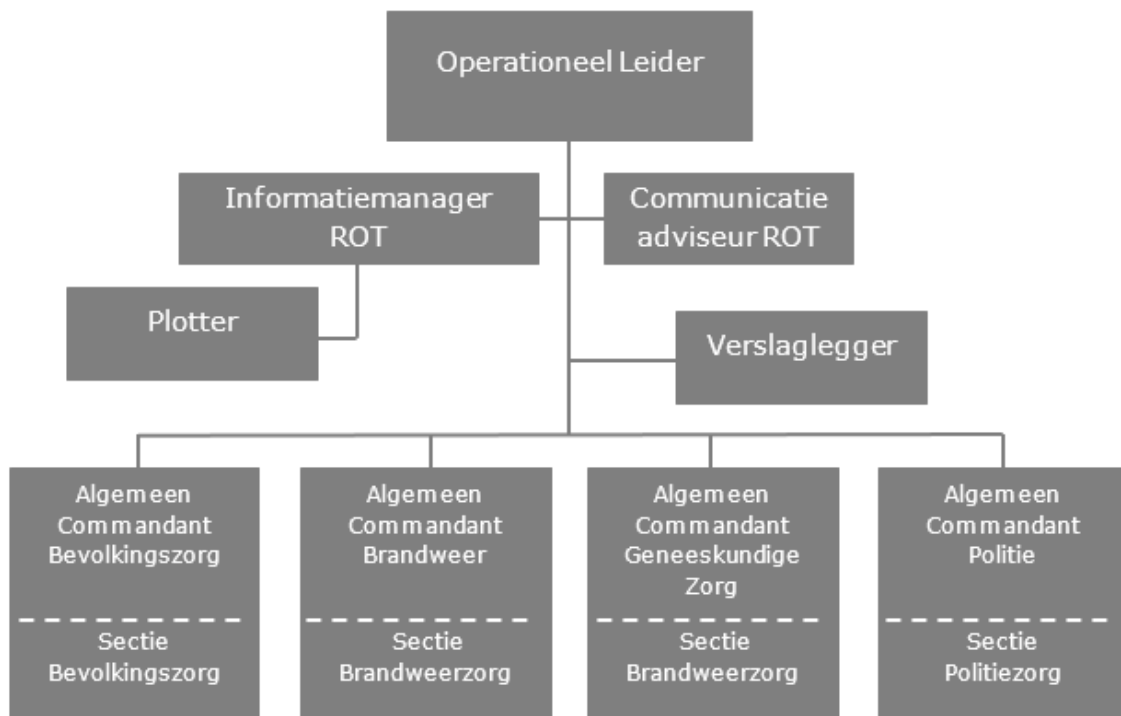 Operationeel Leider
Informatiemanager
ROT
Communicatie
adviseur ROT
Plotter
Verslaglegger
Algemeen
Commandant
Bevolkingszorg
Sectie
Bevolkingszorg
Algemeen
Commandant
Brandweer
Sectie
Brandweerzorg
Algemeen
Commandant
Geneeskundige
Zorg
Sectie
Brandweerzorg
Algemeen
Commandant
Politie
Sectie
Politiezorg